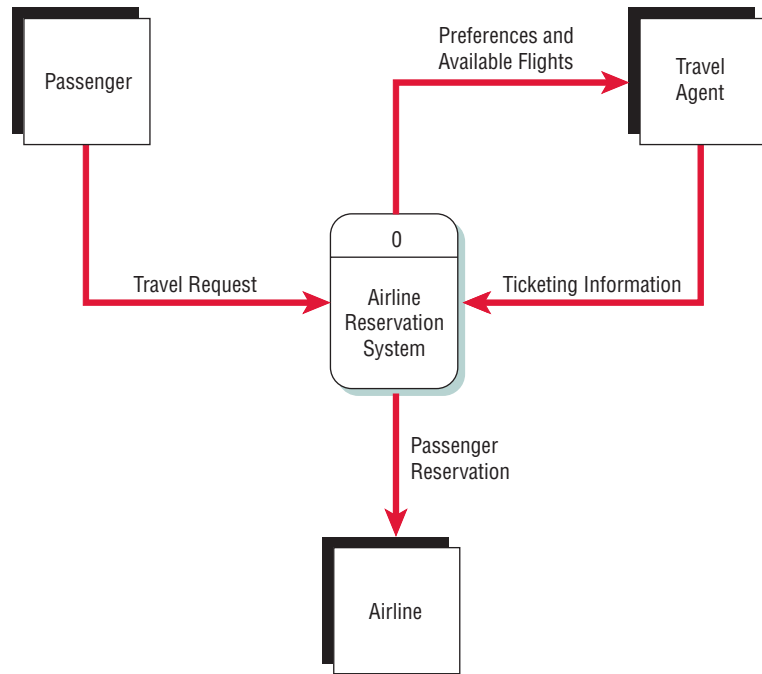 Preferences and
Available Flights
Passenger
Travel
Agent
0
Travel Request
Airline
Reservation
System
Ticketing Information
Passenger
Reservation
Airline